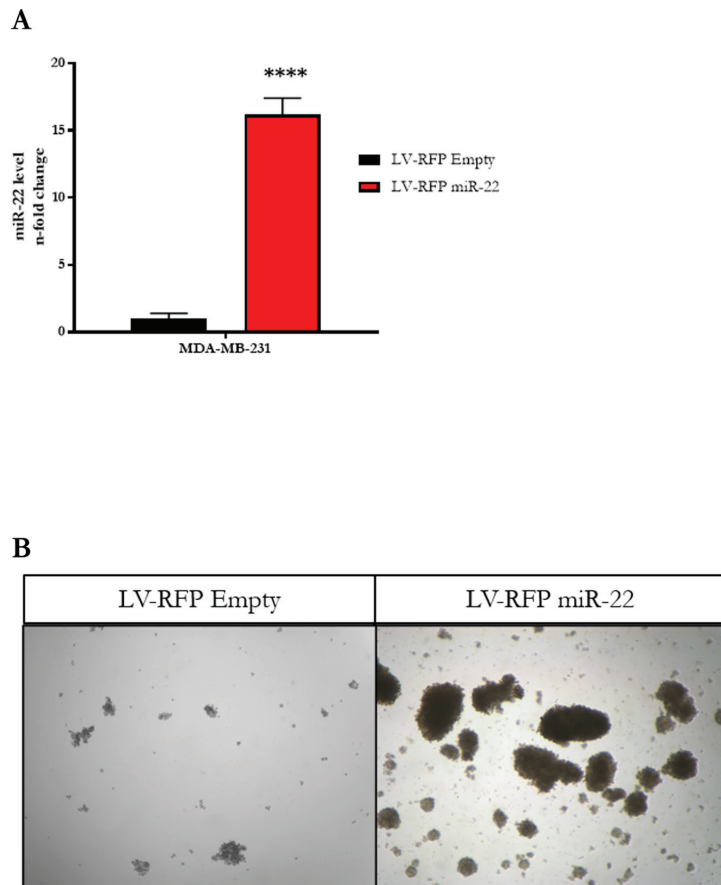 A
20
15
10
5
0
miR-22 level
n-fold change
****
MDA-MB-231
LV-RFP Empty
LV-RFP miR-22
B
LV-RFP Empty
LV-RFP miR-22